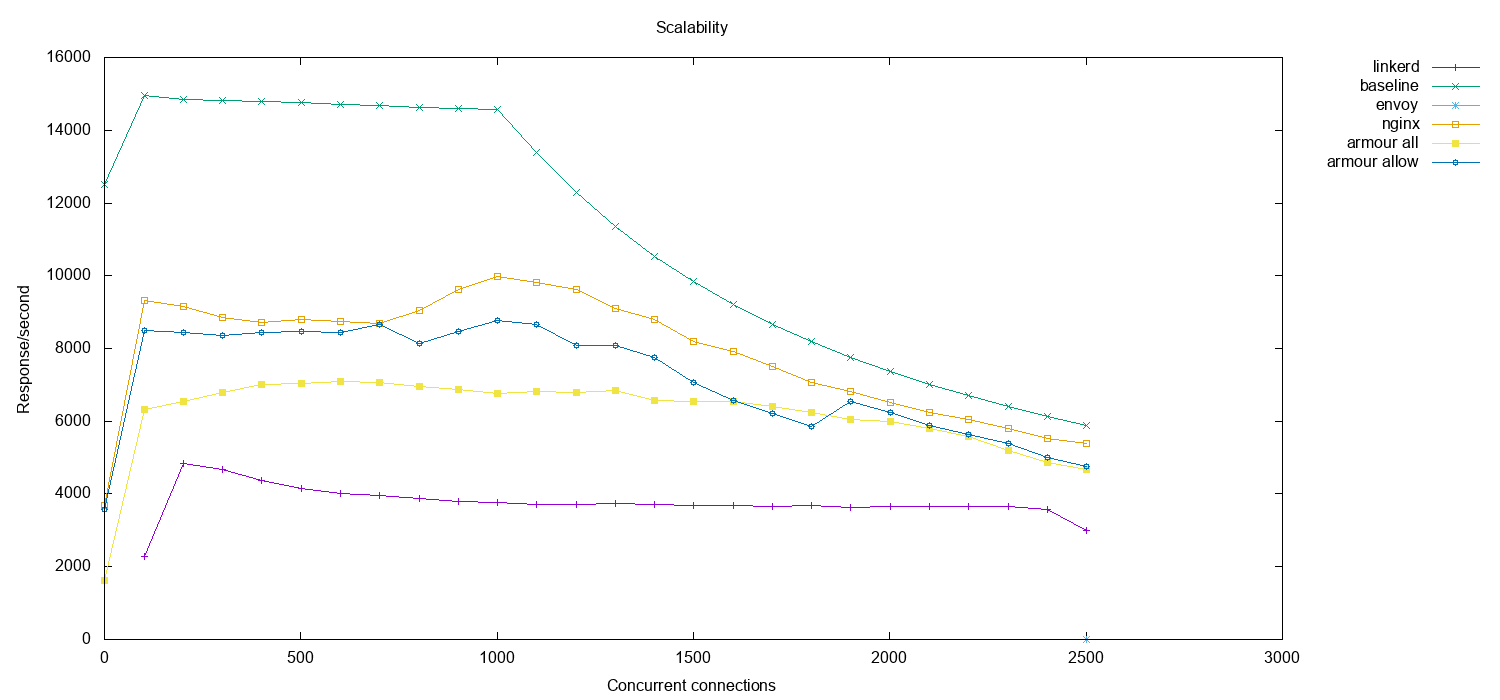 Scalability
16000
14000
12000
10000
8000
6000
4000
2000
0
Response/second
0 500 1000 1500 2000 2500 3000
Concurrent connections
linkerd
baseline
envoy
nginx
armour all
armour allow